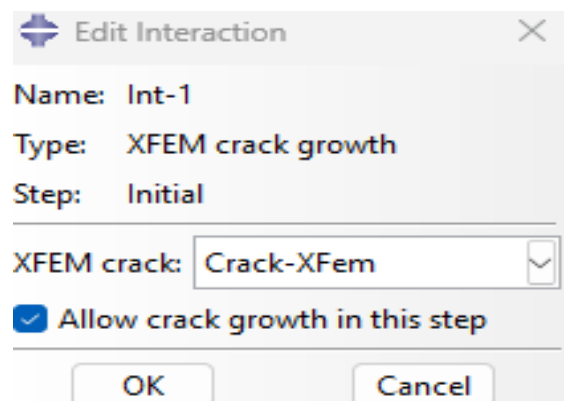 Edit Interaction
Name: Int-1
Type: XFEM crack growth
Step: Initial
XFEM crack: Crack-XFem
Allow crack growth in this step
OK Cancel